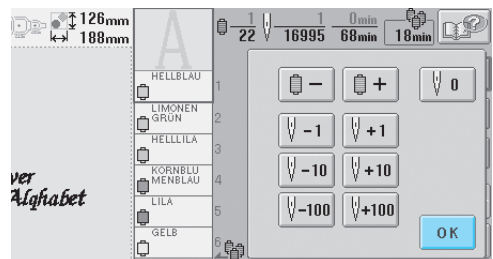 126mm
188mm
1
22
1
16995
0min
68min
18min
A
HELLBLAU
1
LIMONEN
GRÜN
2
HELLLILA
3
KORNBLU
MENBLAU
4
LILA
5
GELB
6
ver
Alqhabet
−
+
0
−1
+1
−10
+10
−100
+100
OK